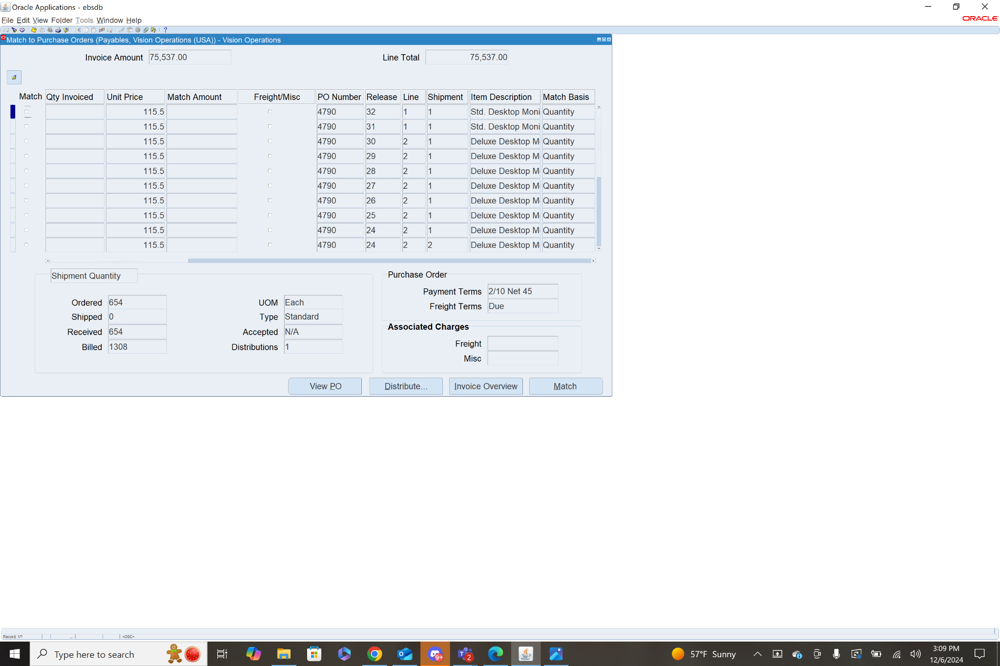 Oracle Applications - ebsdb
File Edit View Folder Tools Window Help
ORACLE
Match to Purchase Orders (Payables, Vision Operations (USA)) - Vision Operations
Invoice Amount 75,537.00 Line Total 75,537.00
Match Qty Invoiced Unit Price Match Amount Freight/Misc PO Number Release Line Shipment Item Description Match Basis
115.5 4790 32 1 1 Std. Desktop Moni Quantity
115.5 4790 31 1 1 Std. Desktop Moni Quantity
115.5 4790 30 2 1 Deluxe Desktop M Quantity
115.5 4790 29 2 1 Deluxe Desktop M Quantity
115.5 4790 28 2 1 Deluxe Desktop M Quantity
115.5 4790 27 2 1 Deluxe Desktop M Quantity
115.5 4790 26 2 1 Deluxe Desktop M Quantity
115.5 4790 25 2 1 Deluxe Desktop M Quantity
115.5 4790 24 2 1 Deluxe Desktop M Quantity
115.5 4790 24 2 2 Deluxe Desktop M Quantity
Shipment Quantity
Ordered 654 UOM Each
Shipped 0 Type Standard
Received 654 Accepted N/A
Billed 1308 Distributions 1
Purchase Order
Payment Terms 2/10 Net 45
Freight Terms Due
Associated Charges
Freight
Misc
View PO Distribute... Invoice Overview Match
Record: 1/? ... <OSC>
Type here to search 9+ 2 57°F Sunny 3:09 PM
12/6/2024